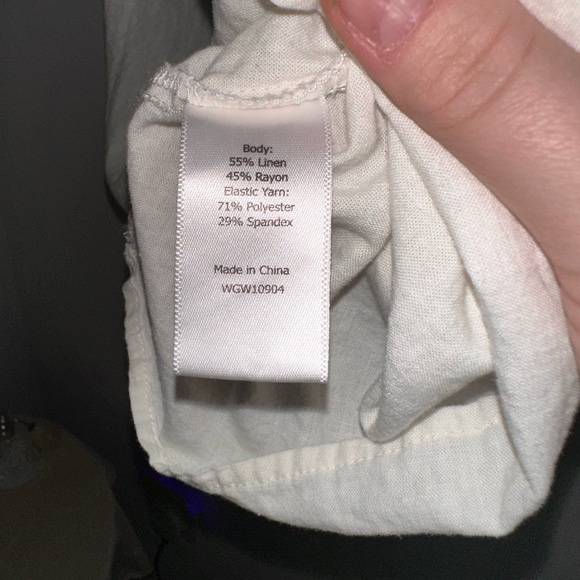 Body:
55% Linen
45% Rayon
Elastic Yarn:
71% Polyester
29% Spandex
Made in China
WGW10904